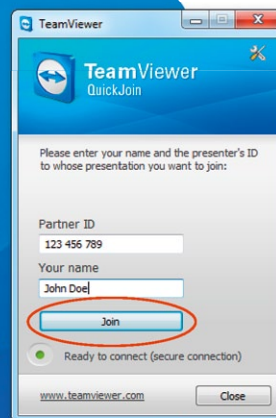 TeamViewer
TeamViewer
QuickJoin
Please enter your name and the presenter's ID
to whose presentation you want to join:
Partner ID
123 456 789
Your name
John Doe
Join
Ready to connect (secure connection)
www.teamviewer.com
Close